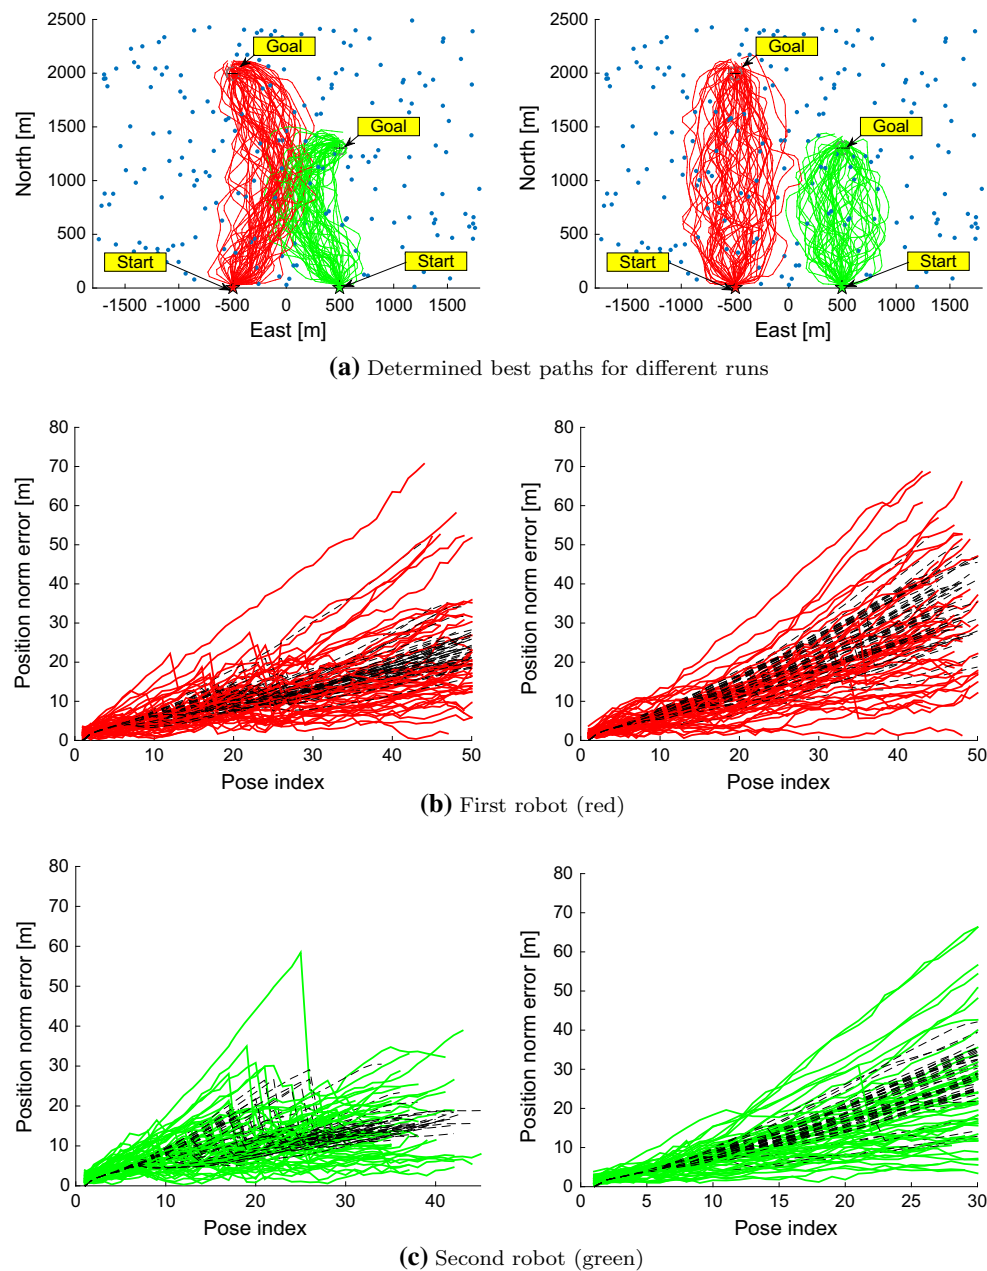 Goal
Goal
Start
Start
2000
1500
1000
500
0
North [m]
-1500 -1000 -500 0 500 1000 1500
East [m]
Goal
Goal
Start
Start
2000
1500
1000
500
0
North [m]
-1500 -1000 -500 0 500 1000 1500
East [m]
(a) Determined best paths for different runs
80
70
60
50
40
30
20
10
0
Position norm error [m]
0 10 20 30 40 50
Pose index
80
70
60
50
40
30
20
10
0
Position norm error [m]
0 10 20 30 40 50
Pose index
(b) First robot (red)
80
70
60
50
40
30
20
10
0
Position norm error [m]
0 10 20 30 40
Pose index
80
70
60
50
40
30
20
10
0
Position norm error [m]
0 5 10 15 20 25 30
Pose index
(c) Second robot (green)